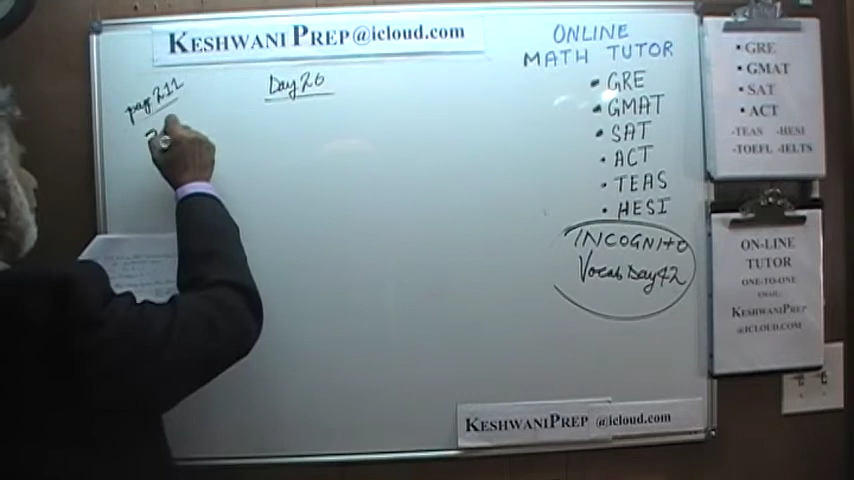 KESHWANI PREP@icloud.com
page 211
Day 26
ONLINE
MATH TUTOR
• GRE
• GMAT
• SAT
• ACT
• TEAS
• HESI
INCOGNITO
Vocab Day 42
KESHWANIPREP @icloud.com
• GRE
• GMAT
• SAT
• ACT
-TEAS -HESI
-TOEFL -IELTS
ON-LINE
TUTOR
ONE-TO-ONE
EMAIL:
KESHWANIPREP
@ICLOUD.COM